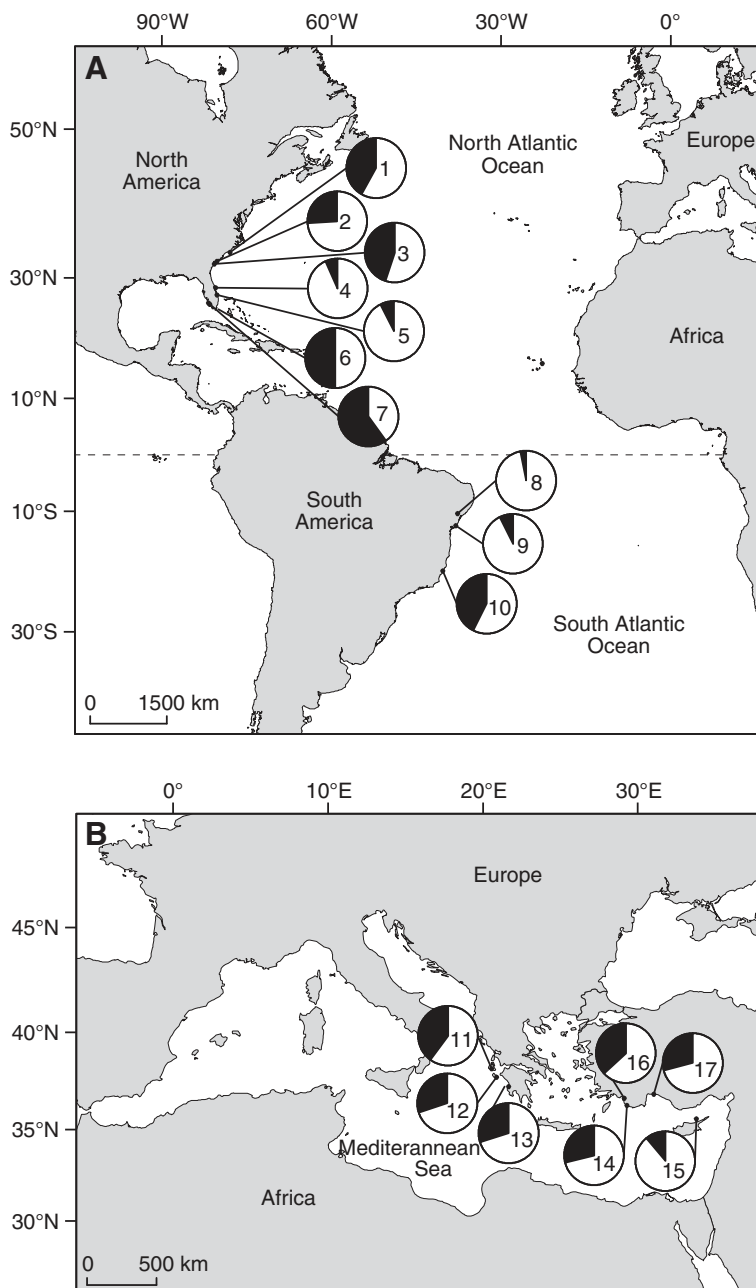 90°W 60°W 30°W 0°
A
50°N
North
America
North Atlantic
Ocean
Europe
1
2
3
30°N
4
5
Africa
6
10°N
7
8
10°S
South
America
9
10
30°S
South Atlantic
Ocean
0 1500 km
0° 10°E 20°E 30°E
B
Europe
45°N
40°N
11
16
17
12
35°N
13
14
15
Mediterannean
Sea
Africa
30°N
0 500 km